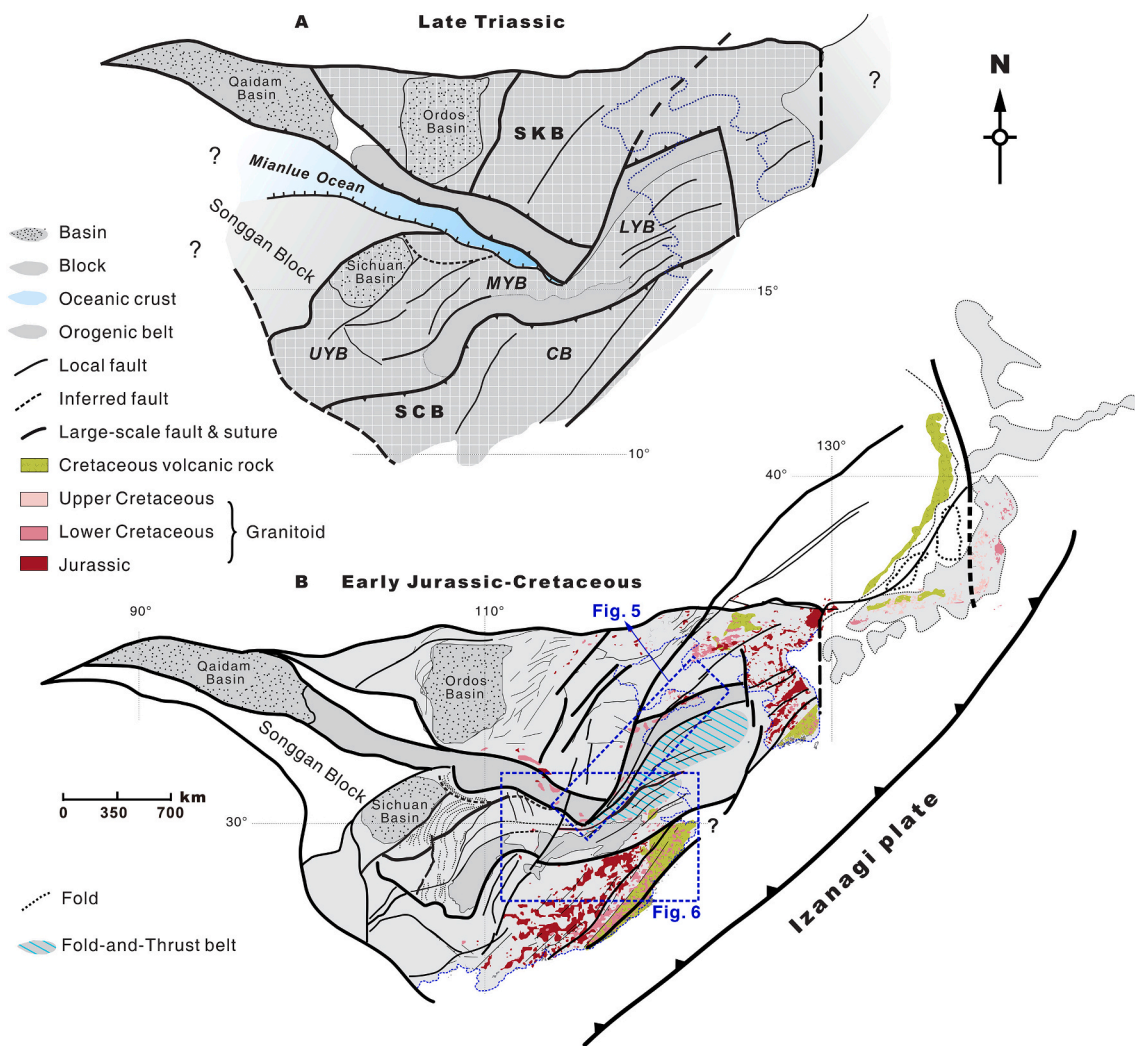 A Late Triassic
N
Qaidam
Basin
Ordos
Basin
SKB
?
?
Mianlue Ocean
Songgan Block
?
LYB
Sichuan
Basin
MYB
15°
UYB
CB
SCB
10°
Basin
Block
Oceanic crust
Orogenic belt
Local fault
Inferred fault
Large-scale fault & suture
Cretaceous volcanic rock
Upper Cretaceous
Lower Cretaceous
Granitoid
Jurassic
130°
40°
B Early Jurassic-Cretaceous
90°
110°
Fig. 5
Qaidam
Basin
Ordos
Basin
Songgan Block
km
0 350 700
Sichuan
Basin
30°
?
Fig. 6
Izanagi plate
Fold
Fold-and-Thrust belt